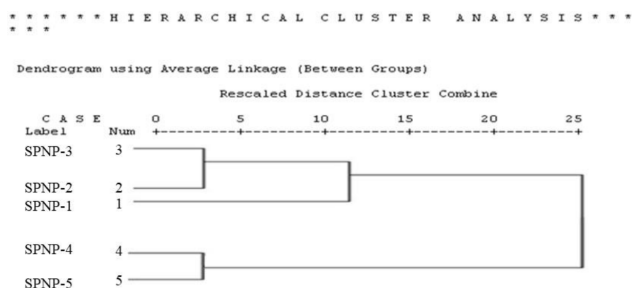 * * * * * * H I E R A R C H I C A L C L U S T E R A N A L Y S I S * * *
* * *
Dendrogram using Average Linkage (Between Groups)
Rescaled Distance Cluster Combine
C A S E 0 5 10 15 20 25
Label Num +---------+---------+---------+---------+---------+
SPNP-3 3
SPNP-2 2
SPNP-1 1
SPNP-4 4
SPNP-5 5